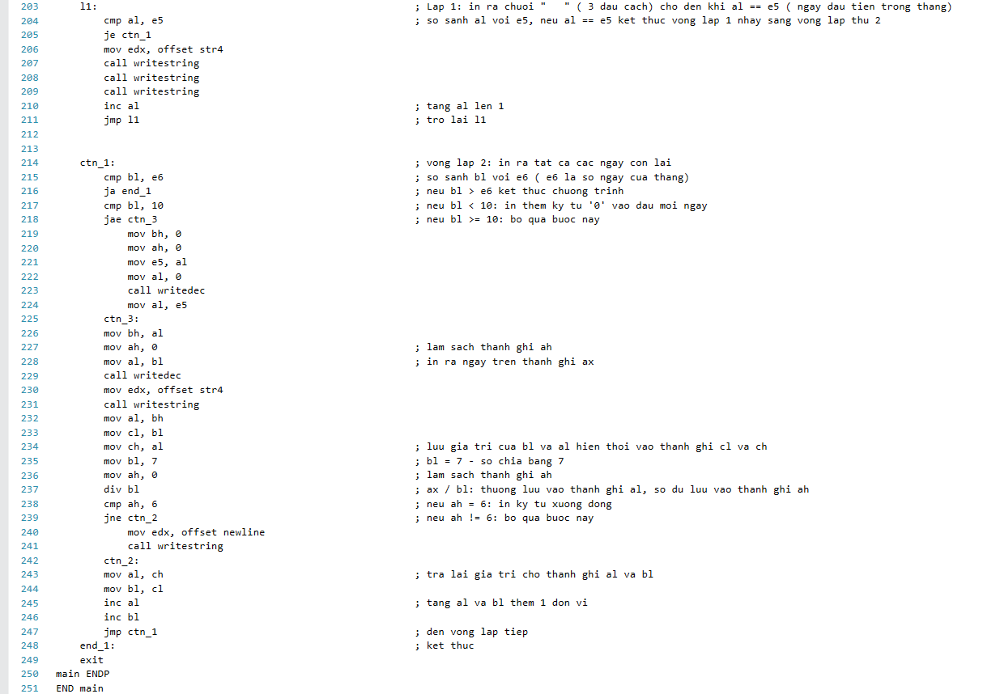 203 l1: ; Lap 1: in ra chuoi "   " ( 3 dau cach) cho den khi al == e5 ( ngay dau tien trong thang)
204 cmp al, e5 ; so sanh al voi e5, neu al == e5 ket thuc vong lap 1 nhay sang vong lap thu 2
205 je ctn_1
206 mov edx, offset str4
207 call writestring
208 call writestring
209 call writestring
210 inc al ; tang al len 1
211 jmp l1 ; tro lai l1
212
213
214 ctn_1: ; vong lap 2: in ra tat ca cac ngay con lai
215 cmp bl, e6 ; so sanh bl voi e6 ( e6 la so ngay cua thang)
216 ja end_1 ; neu bl > e6 ket thuc chuong trinh
217 cmp bl, 10 ; neu bl < 10: in them ky tu '0' vao dau moi ngay
218 jae ctn_3 ; neu bl >= 10: bo qua buoc nay
219 mov bh, 0
220 mov ah, 0
221 mov e5, al
222 mov al, 0
223 call writedec
224 mov al, e5
225 ctn_3:
226 mov bh, al
227 mov ah, 0 ; lam sach thanh ghi ah
228 mov al, bl ; in ra ngay tren thanh ghi ax
229 call writedec
230 mov edx, offset str4
231 call writestring
232 mov al, bh
233 mov cl, bl
234 mov ch, al ; luu gia tri cua bl va al hien thoi vao thanh ghi cl va ch
235 mov bl, 7 ; bl = 7 - so chia bang 7
236 mov ah, 0 ; lam sach thanh ghi ah
237 div bl ; ax / bl: thuong luu vao thanh ghi al, so du luu vao thanh ghi ah
238 cmp ah, 6 ; neu ah = 6: in ky tu xuong dong
239 jne ctn_2 ; neu ah != 6: bo qua buoc nay
240 mov edx, offset newline
241 call writestring
242 ctn_2:
243 mov al, ch ; tra lai gia tri cho thanh ghi al va bl
244 mov bl, cl
245 inc al ; tang al va bl them 1 don vi
246 inc bl
247 jmp ctn_1 ; den vong lap tiep
248 end_1: ; ket thuc
249 exit
250 main ENDP
251 END main